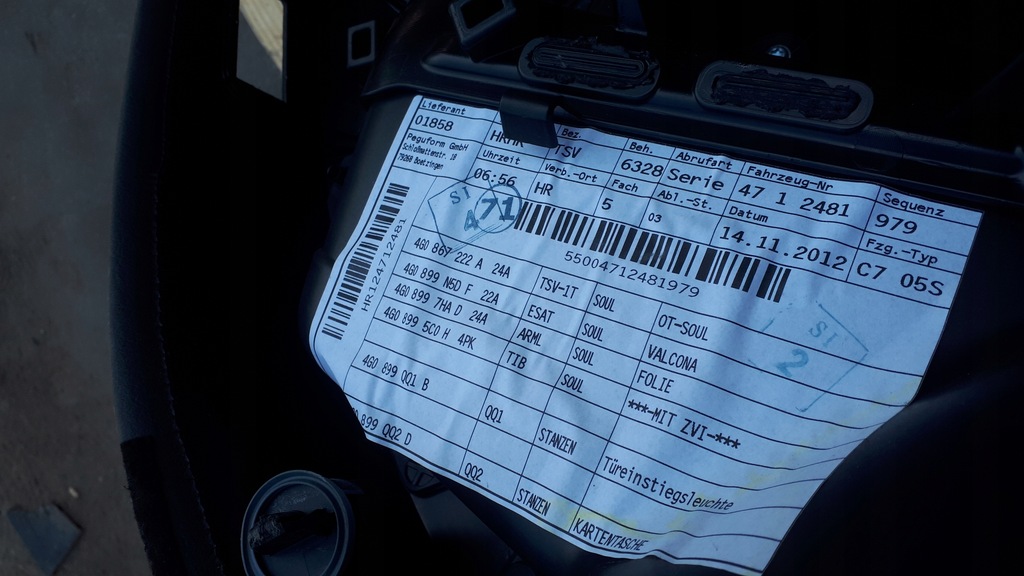 Lieferant
01858
Peguform GmbH
Schloßmattenstr. 18
79268 Boetzingen
HRHR
Bez.
TSV
Beh.
6328
Abrufart
Serie
Fahrzeug-Nr
47 1 2481
Sequenz
979
Uhrzeit
06:56
Verb.-Ort
HR
Fach
5
Abl.-St.
03
Datum
14.11.2012
Fzg.-Typ
C7 05S
SI
4
71
55004712481979
HR124712481
4G0 867 222 A 24A TSV-IT SOUL OT-SOUL
4G0 899 N5D F 22A ESAT SOUL VALCONA
4G0 899 7HA D 24A ARML SOUL FOLIE
4G0 899 5C0 H 4PK TIB SOUL ***-MIT ZVI-***
4G0 899 QQ1 B QQ1 STANZEN Türeinstiegsleuchte
899 QQ2 D QQ2 STANZEN KARTENTASCHE
SI
2